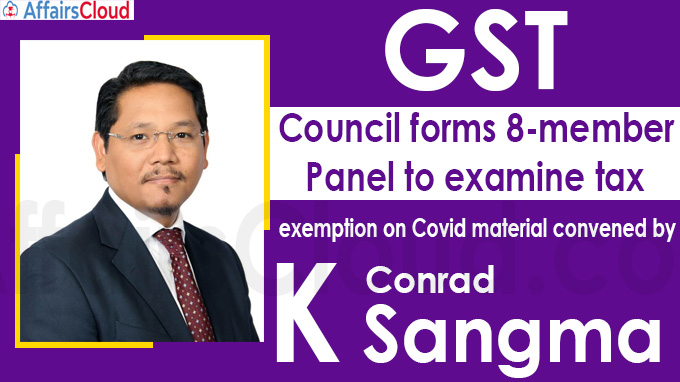 AffairsCloud
GST
Council forms 8-member
Panel to examine tax
exemption on Covid material convened by
K Conrad
Sangma